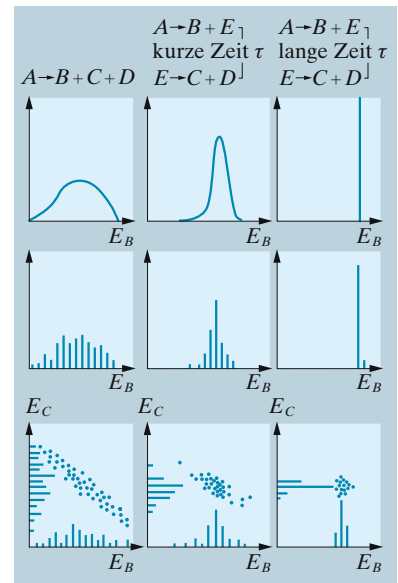 A→B+C+D
A→B+E
kurze Zeit τ
E→C+D
A→B+E
lange Zeit τ
E→C+D
E_B
E_B
E_B
E_B
E_B
E_B
E_C
E_C
E_C
E_B
E_B
E_B